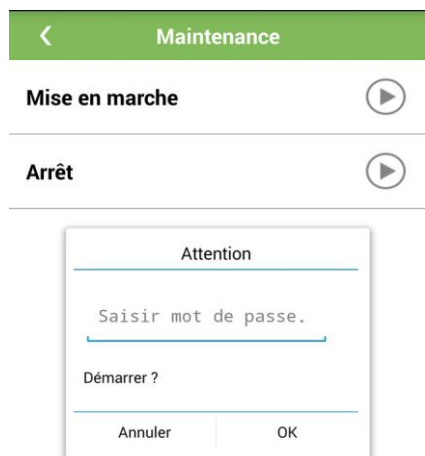 Maintenance
Mise en marche
Arrêt
Attention
Saisir mot de passe.
Démarrer ?
Annuler OK